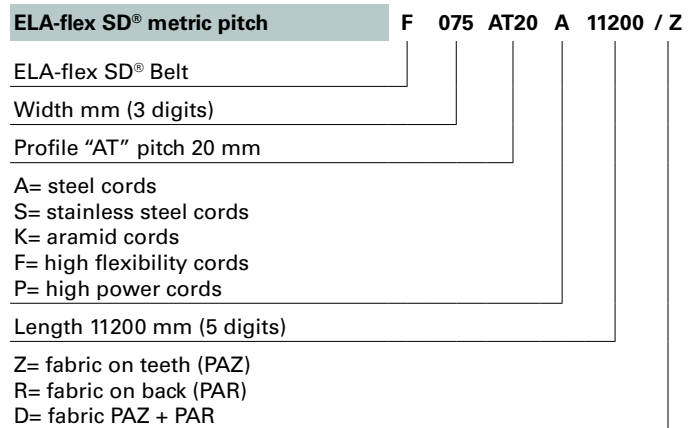 ELA-flex SD® metric pitch F 075 AT20 A 11200 / Z
ELA-flex SD® Belt
Width mm (3 digits)
Profile “AT” pitch 20 mm
A= steel cords
S= stainless steel cords
K= aramid cords
F= high flexibility cords
P= high power cords
Length 11200 mm (5 digits)
Z= fabric on teeth (PAZ)
R= fabric on back (PAR)
D= fabric PAZ + PAR